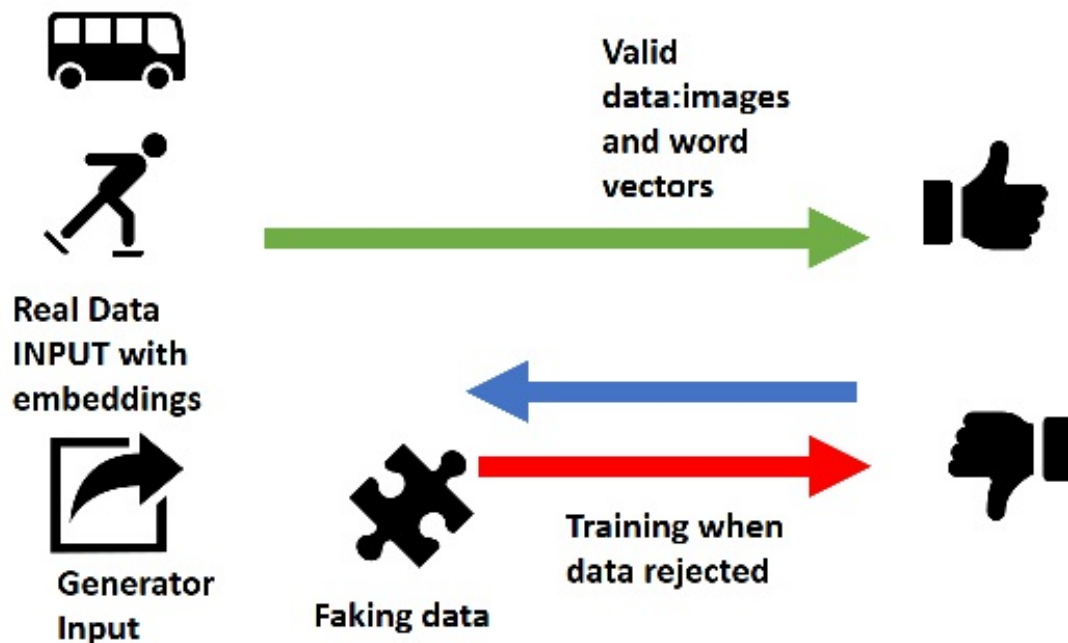 Valid
data:images
and word
vectors
Real Data
INPUT with
embeddings
Training when
data rejected
Generator
Input
Faking data